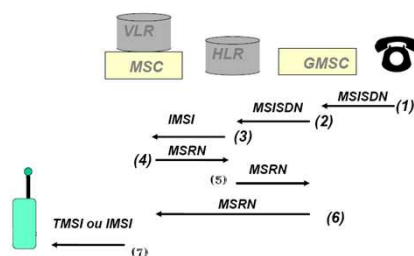 VLR
MSC
HLR
GMSC
MSISDN
(1)
MSISDN
(2)
IMSI
(3)
(4)
MSRN
(5)
MSRN
MSRN
(6)
TMSI ou IMSI
(7)